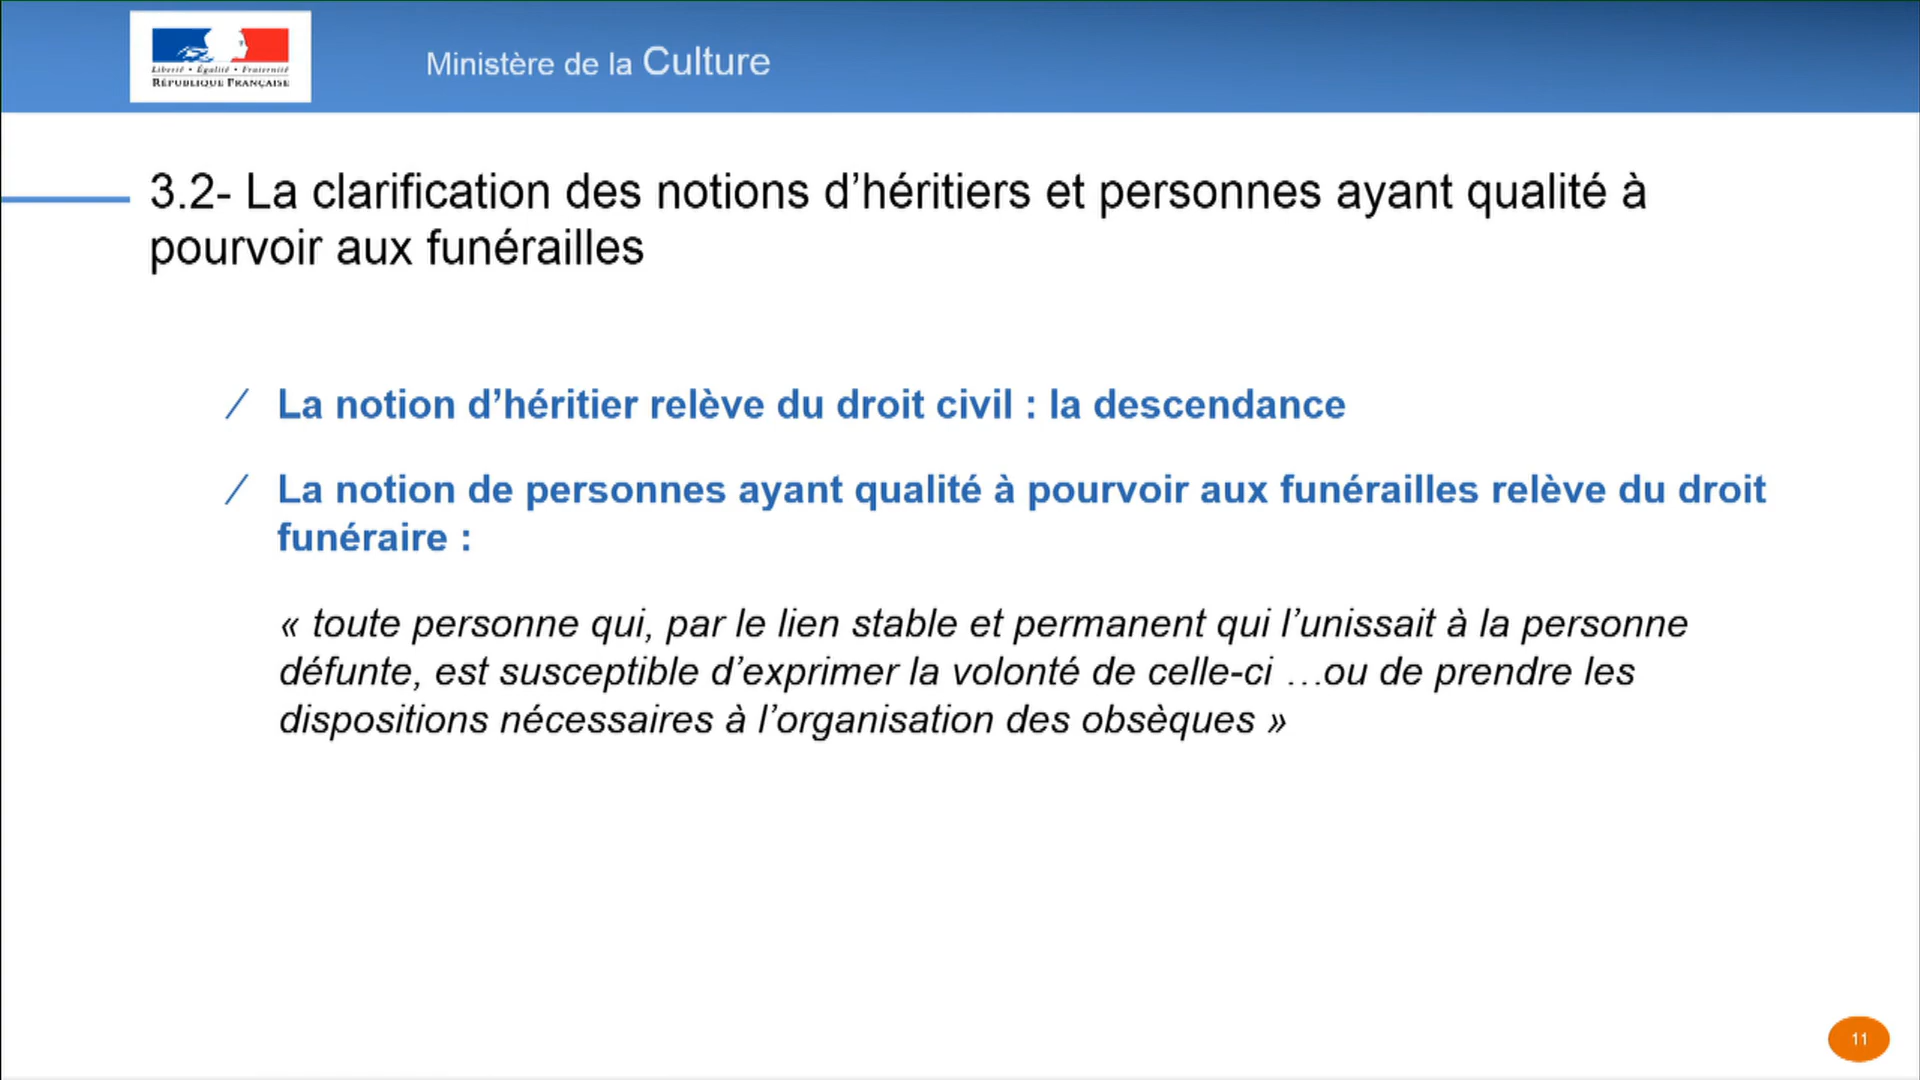 Liberté • Égalité • Fraternité
RÉPUBLIQUE FRANÇAISE
Ministère de la Culture
3.2- La clarification des notions d’héritiers et personnes ayant qualité à
pourvoir aux funérailles
/ La notion d’héritier relève du droit civil : la descendance
/ La notion de personnes ayant qualité à pourvoir aux funérailles relève du droit
funéraire :
« toute personne qui, par le lien stable et permanent qui l’unissait à la personne
défunte, est susceptible d’exprimer la volonté de celle-ci …ou de prendre les
dispositions nécessaires à l’organisation des obsèques »
11